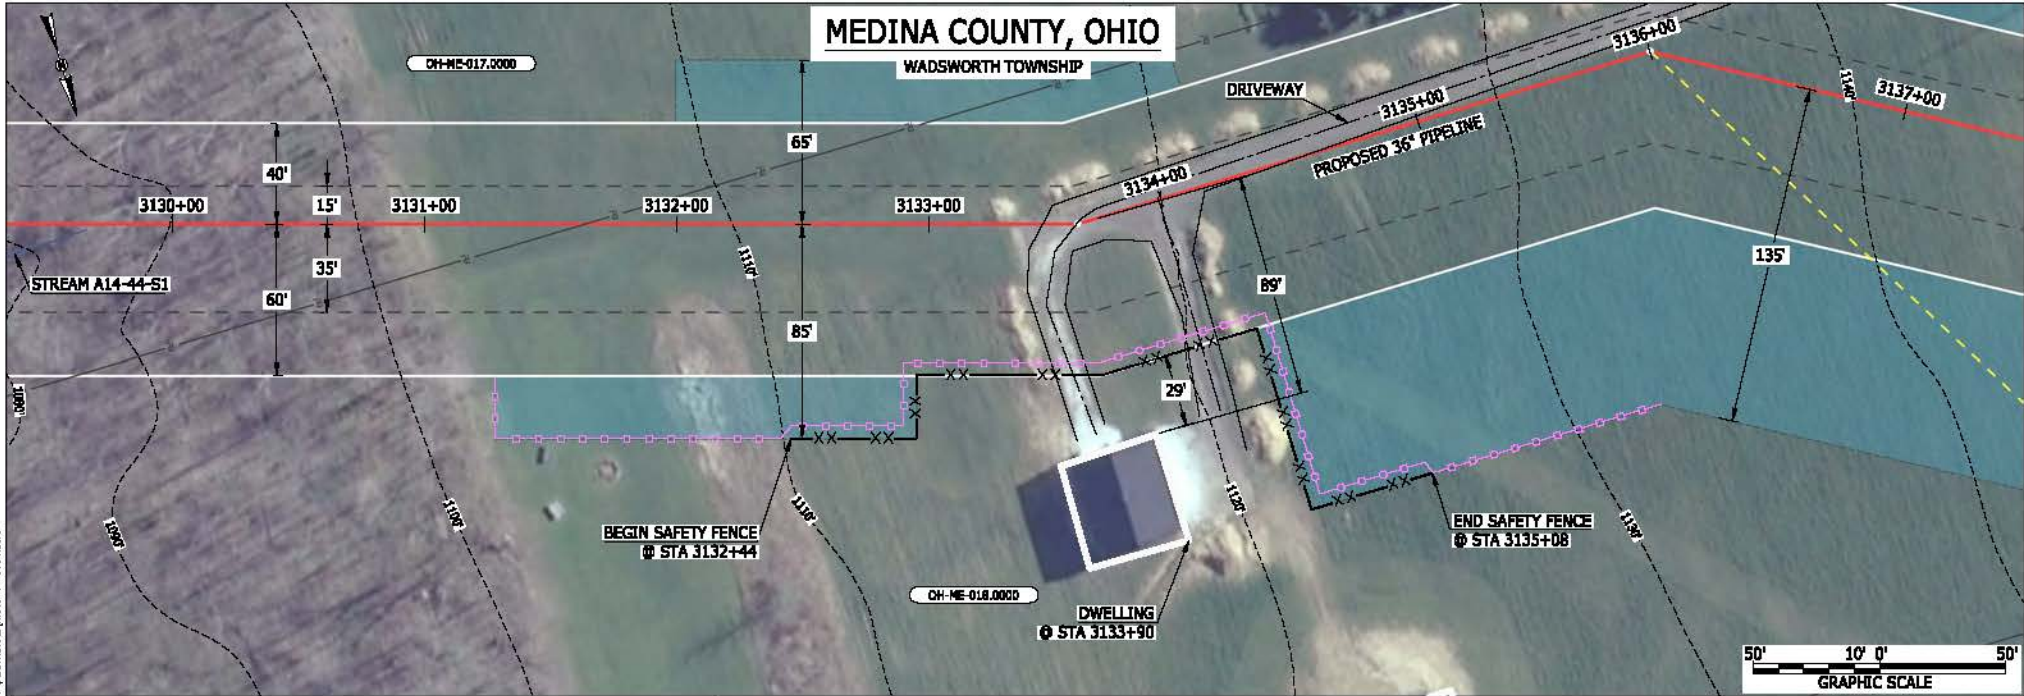 MEDINA COUNTY, OHIO
WADSWORTH TOWNSHIP
OH-ME-017.0000
3136+00
1140'
3137+00
DRIVEWAY
3135+00
PROPOSED 36" PIPELINE
65'
40'
3134+00
3130+00
15'
3131+00
3132+00
3133+00
STREAM A14-44-S1
35'
60'
1110'
89'
135'
85'
29'
1080'
1090'
1100'
1110'
1120'
1130'
BEGIN SAFETY FENCE
@ STA 3132+44
END SAFETY FENCE
@ STA 3135+08
OH-ME-018.0000
DWELLING
@ STA 3133+90
50' 10' 0' 50'
GRAPHIC SCALE